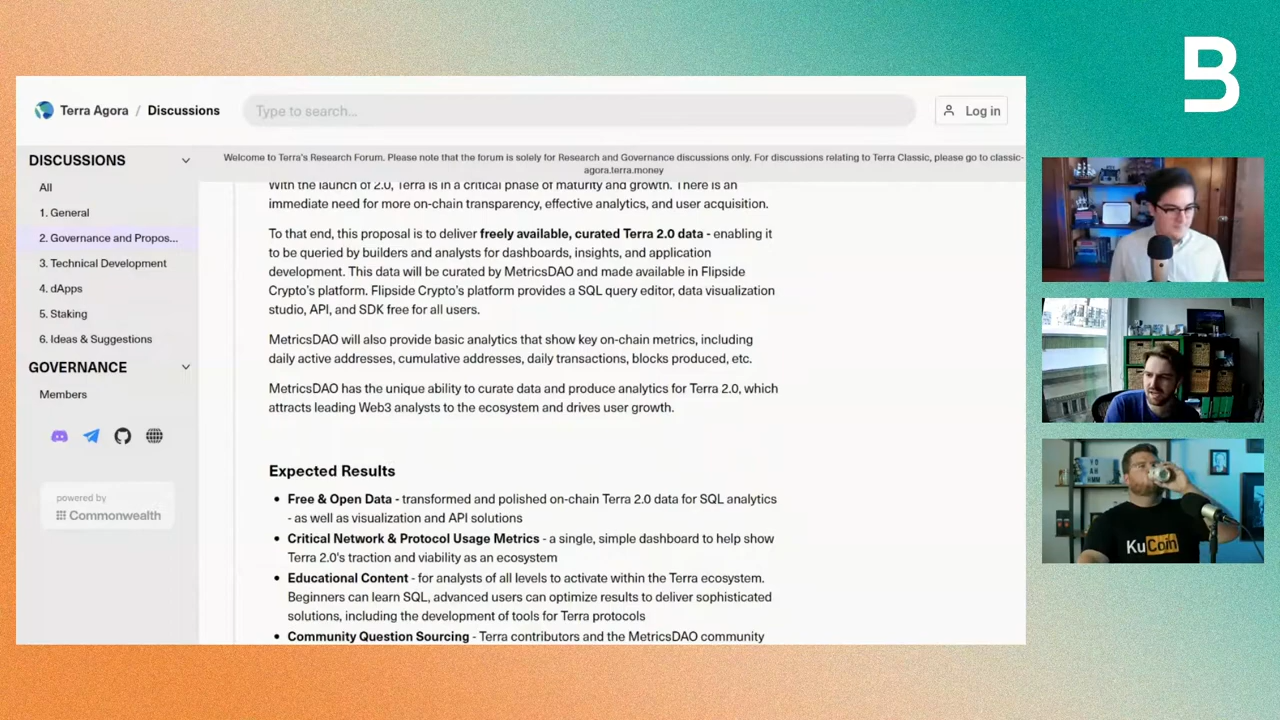 B
Terra Agora / Discussions
Type to search...
Log in
Welcome to Terra's Research Forum. Please note that the forum is solely for Research and Governance discussions only. For discussions relating to Terra Classic, please go to classic-
agora.terra.money
DISCUSSIONS
All
1. General
2. Governance and Propos...
3. Technical Development
4. dApps
5. Staking
6. Ideas & Suggestions
GOVERNANCE
Members
powered by
Commonwealth
With the launch of 2.0, Terra is in a critical phase of maturity and growth. There is an
immediate need for more on-chain transparency, effective analytics, and user acquisition.
To that end, this proposal is to deliver freely available, curated Terra 2.0 data - enabling it
to be queried by builders and analysts for dashboards, insights, and application
development. This data will be curated by MetricsDAO and made available in Flipside
Crypto's platform. Flipside Crypto's platform provides a SQL query editor, data visualization
studio, API, and SDK free for all users.
MetricsDAO will also provide basic analytics that show key on-chain metrics, including
daily active addresses, cumulative addresses, daily transactions, blocks produced, etc.
MetricsDAO has the unique ability to curate data and produce analytics for Terra 2.0, which
attracts leading Web3 analysts to the ecosystem and drives user growth.
Expected Results
• Free & Open Data - transformed and polished on-chain Terra 2.0 data for SQL analytics
- as well as visualization and API solutions
• Critical Network & Protocol Usage Metrics - a single, simple dashboard to help show
Terra 2.0's traction and viability as an ecosystem
• Educational Content - for analysts of all levels to activate within the Terra ecosystem.
Beginners can learn SQL, advanced users can optimize results to deliver sophisticated
solutions, including the development of tools for Terra protocols
• Community Question Sourcing - Terra contributors and the MetricsDAO community
KuCoin